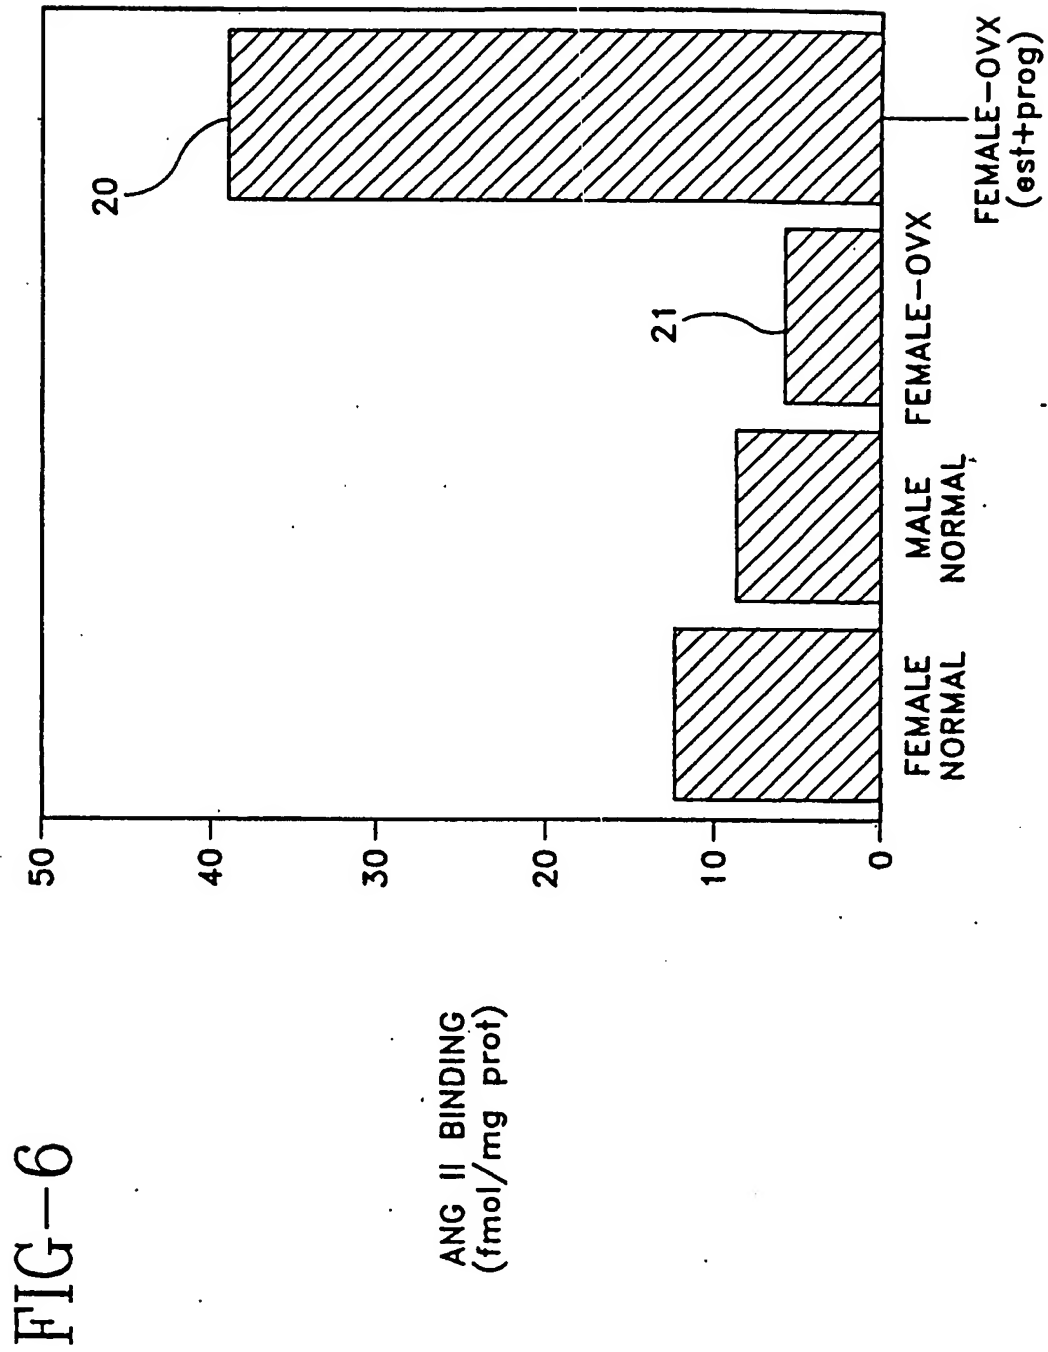 FIG-6
ANG II BINDING
(fmol/mg prot)
50
40
30
20
10
0
20
21
FEMALE
NORMAL
MALE
NORMAL
FEMALE-OVX
FEMALE-OVX
(est+prog)